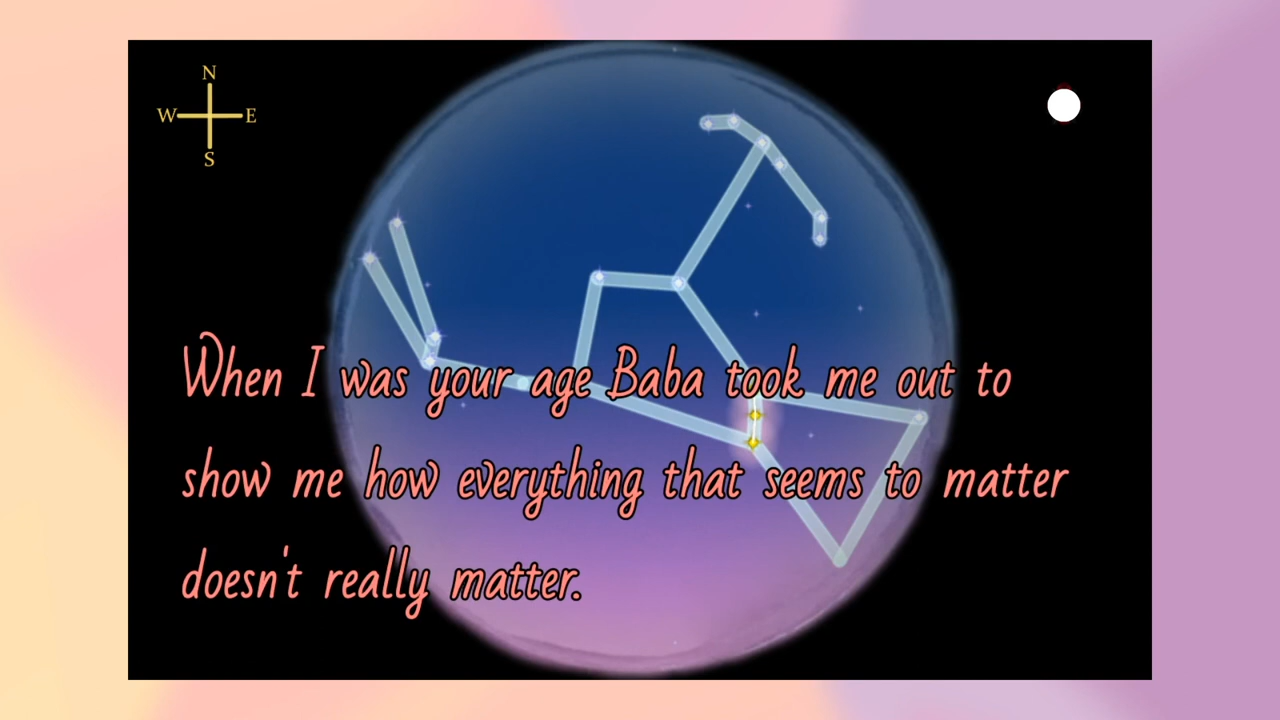 N
W E
S
When I was your age Baba took me out to
show me how everything that seems to matter
doesn't really matter.